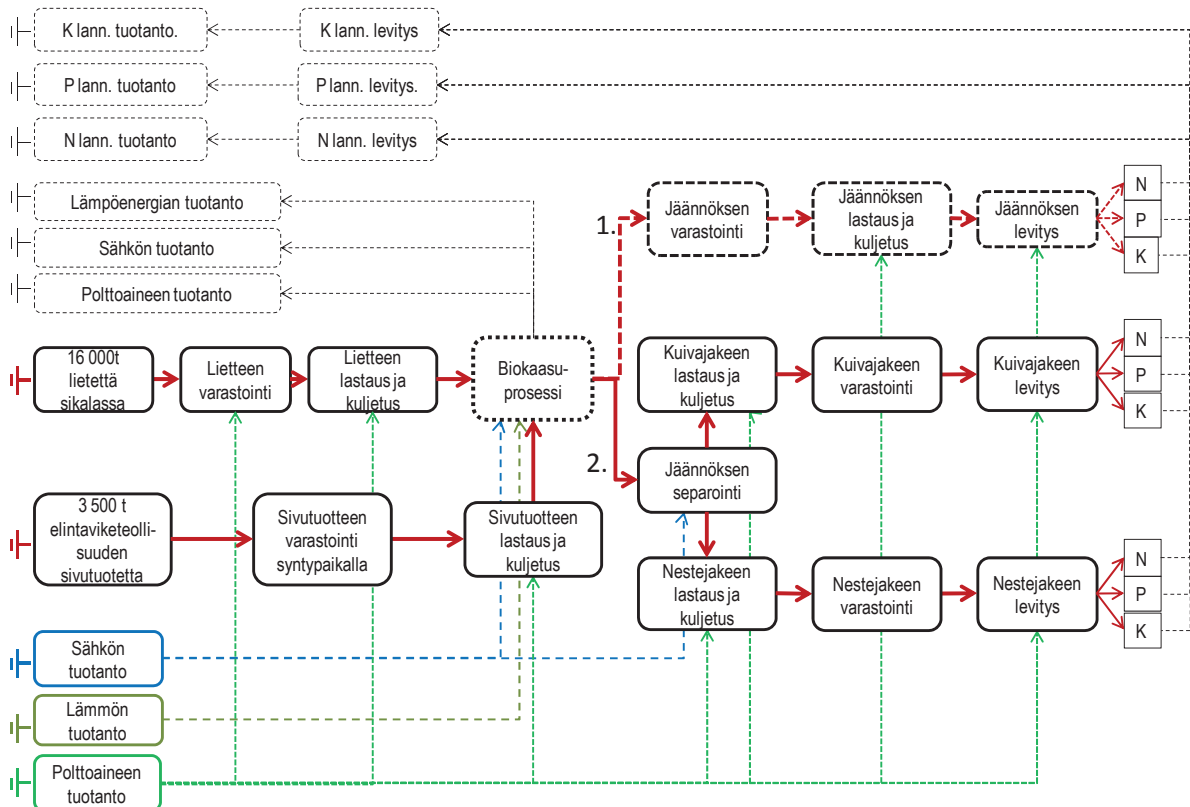 K lann. tuotanto.
K lann. levitys
P lann. tuotanto
P lann. levitys.
N lann. tuotanto
N lann. levitys
Lämpöenergian tuotanto
Sähkön tuotanto
Polttoaineen tuotanto
1.
Jäännöksen
varastointi
Jäännöksen
lastaus ja
kuljetus
Jäännöksen
levitys
N
P
K
16 000t
lietettä
sikalassa
Lietteen
varastointi
Lietteen
lastaus ja
kuljetus
Biokaasu-
prosessi
Kuivajakeen
lastaus ja
kuljetus
Kuivajakeen
varastointi
Kuivajakeen
levitys
N
P
K
2.
Jäännöksen
separointi
3 500 t
elintaviketeolli-
suuden
sivutuotetta
Sivutuotteen
varastointi
syntypaikalla
Sivutuotteen
lastaus ja
kuljetus
Nestejakeen
lastaus ja
kuljetus
Nestejakeen
varastointi
Nestejakeen
levitys
N
P
K
Sähkön
tuotanto
Lämmön
tuotanto
Polttoaineen
tuotanto